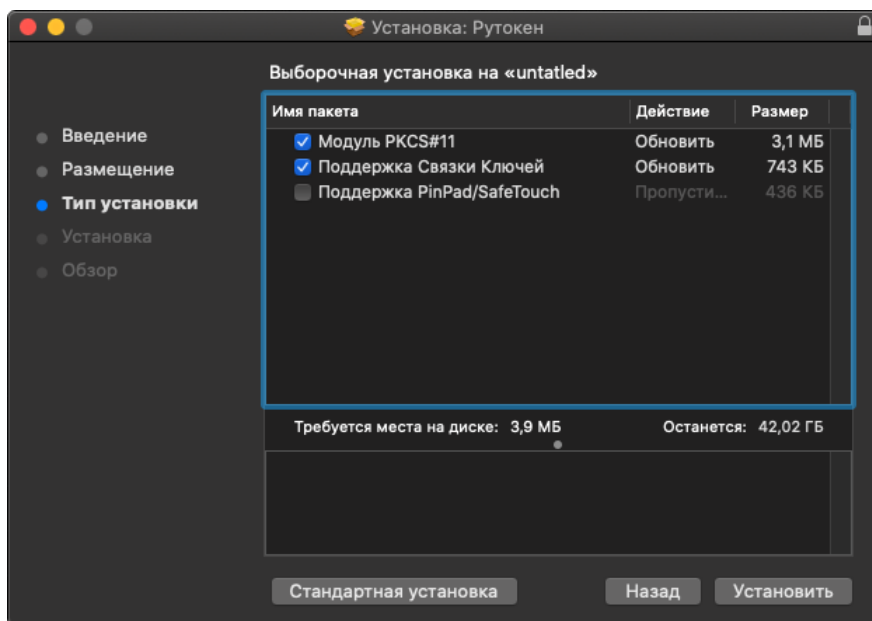 Установка: Рутокен
Выборочная установка на «untatled»
Введение
Размещение
Тип установки
Установка
Обзор
Имя пакета Действие Размер
Модуль PKCS#11 Обновить 3,1 МБ
Поддержка Связки Ключей Обновить 743 КБ
Поддержка PinPad/SafeTouch Пропусти... 436 КБ
Требуется места на диске: 3,9 МБ Останется: 42,02 ГБ
Стандартная установка Назад Установить